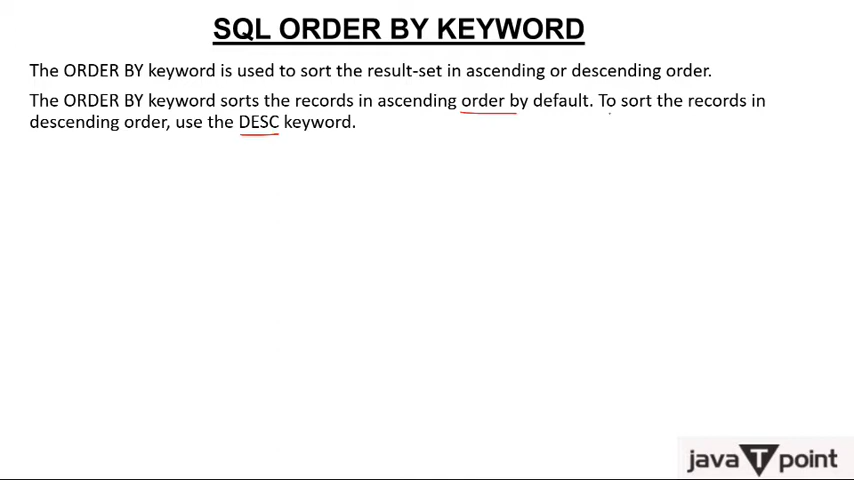 SQL ORDER BY KEYWORD
The ORDER BY keyword is used to sort the result-set in ascending or descending order.
The ORDER BY keyword sorts the records in ascending order by default. To sort the records in
descending order, use the DESC keyword.
java T point